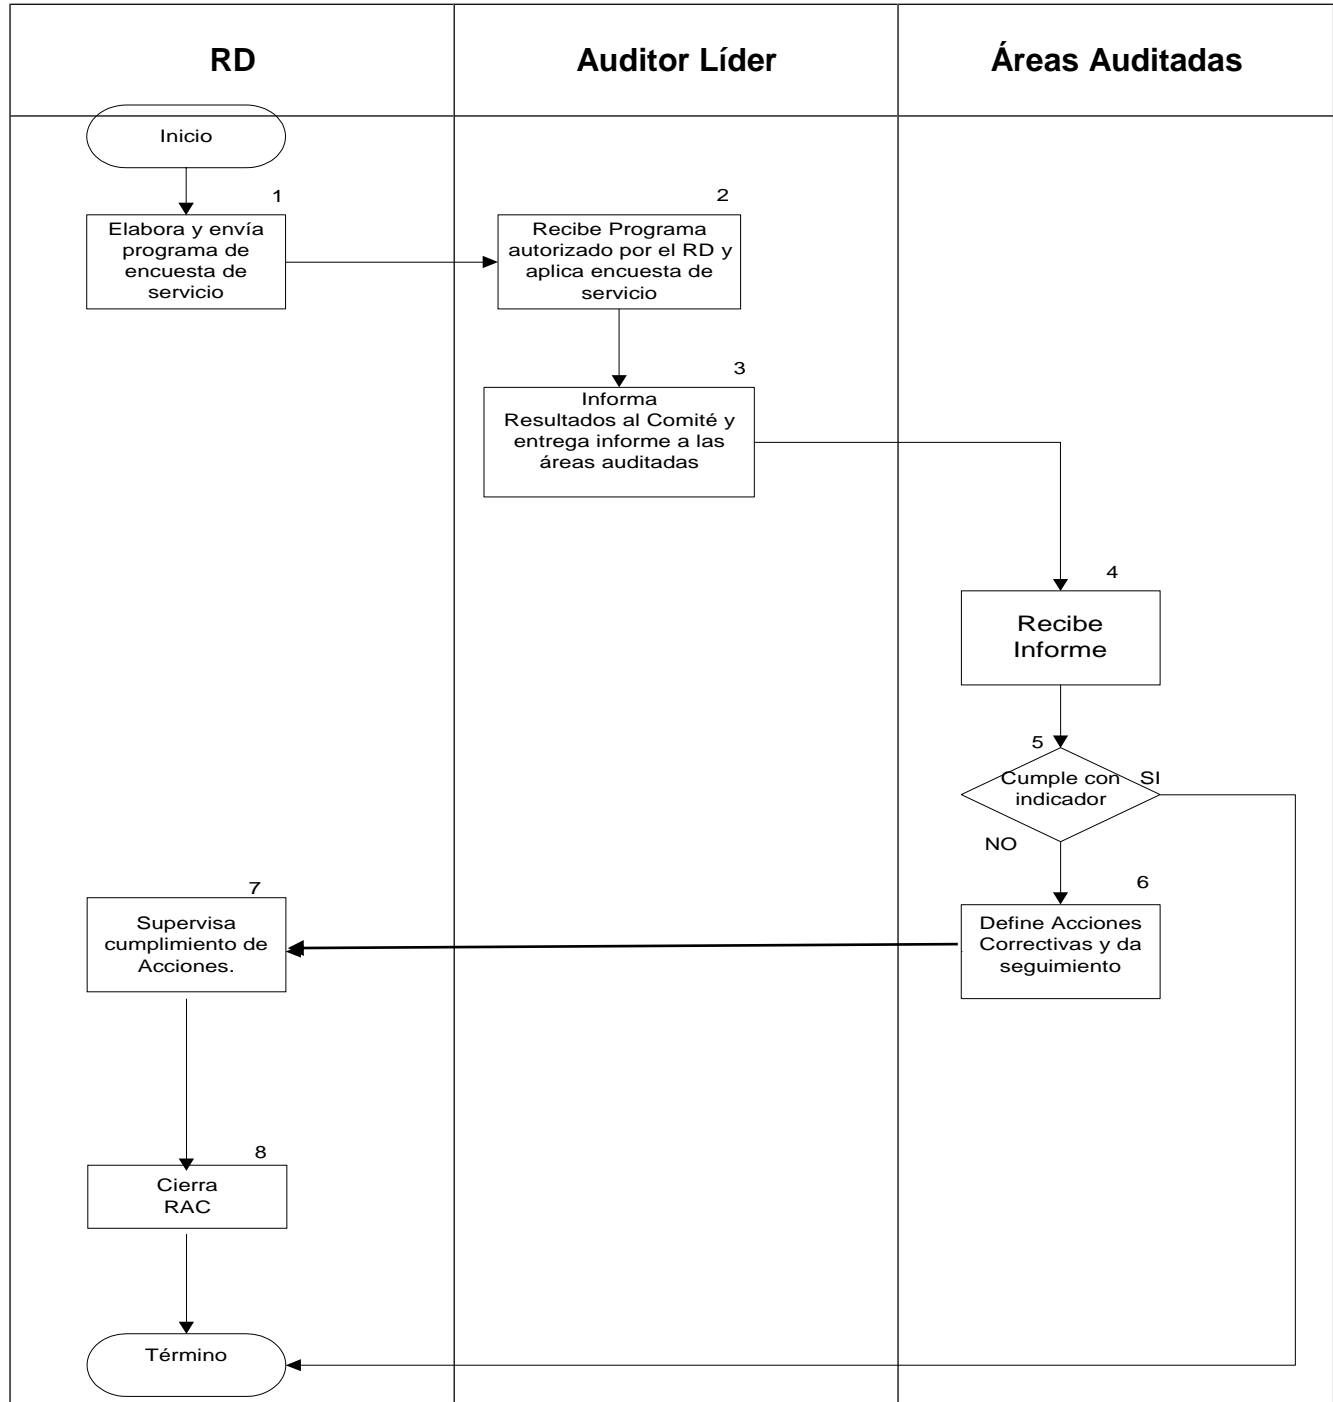 RD
Auditor Líder
Áreas Auditadas
Inicio
1
Elabora y envía
programa de
encuesta de
servicio
2
Recibe Programa
autorizado por el RD y
aplica encuesta de
servicio
3
Informa
Resultados al Comité y
entrega informe a las
áreas auditadas
4
Recibe
Informe
5
Cumple con
indicador
SI
NO
6
Define Acciones
Correctivas y da
seguimiento
7
Supervisa
cumplimiento de
Acciones.
8
Cierra
RAC
Término